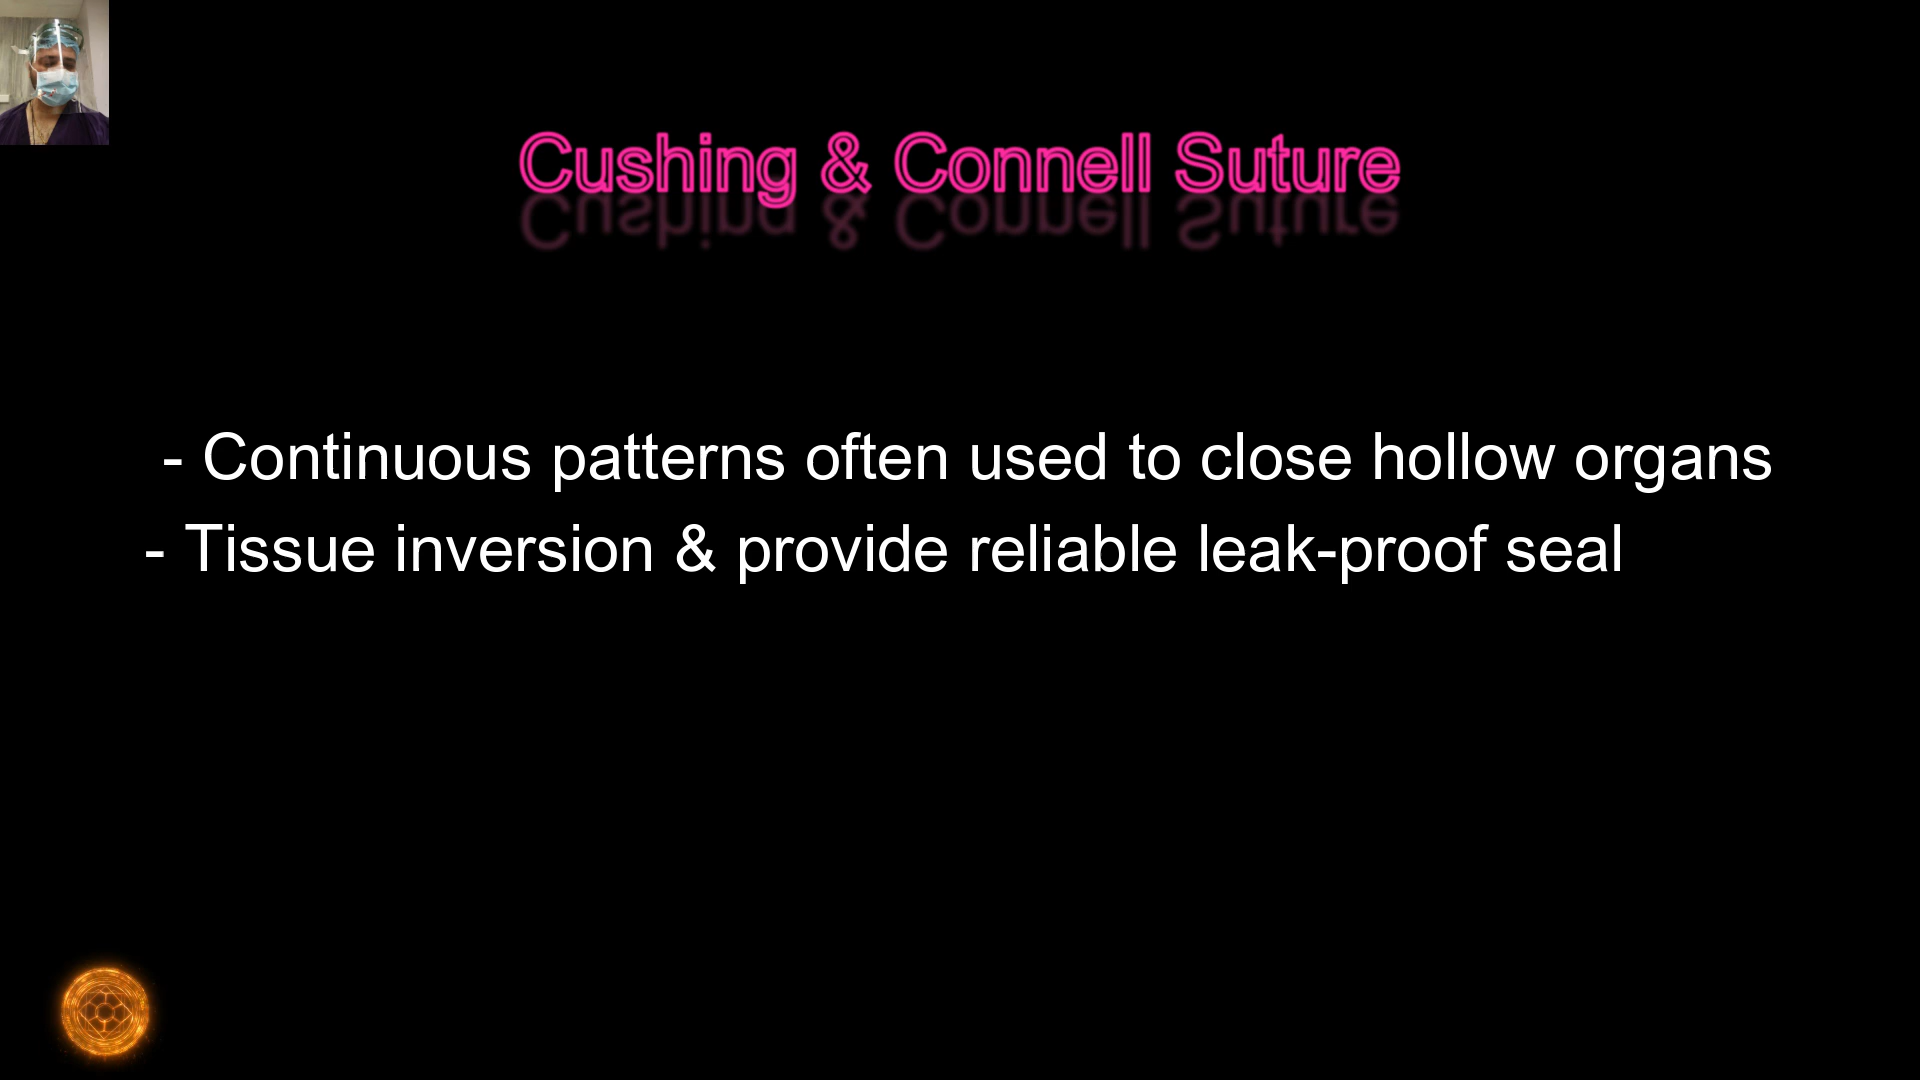 Cushing & Connell Suture
- Continuous patterns often used to close hollow organs
- Tissue inversion & provide reliable leak-proof seal